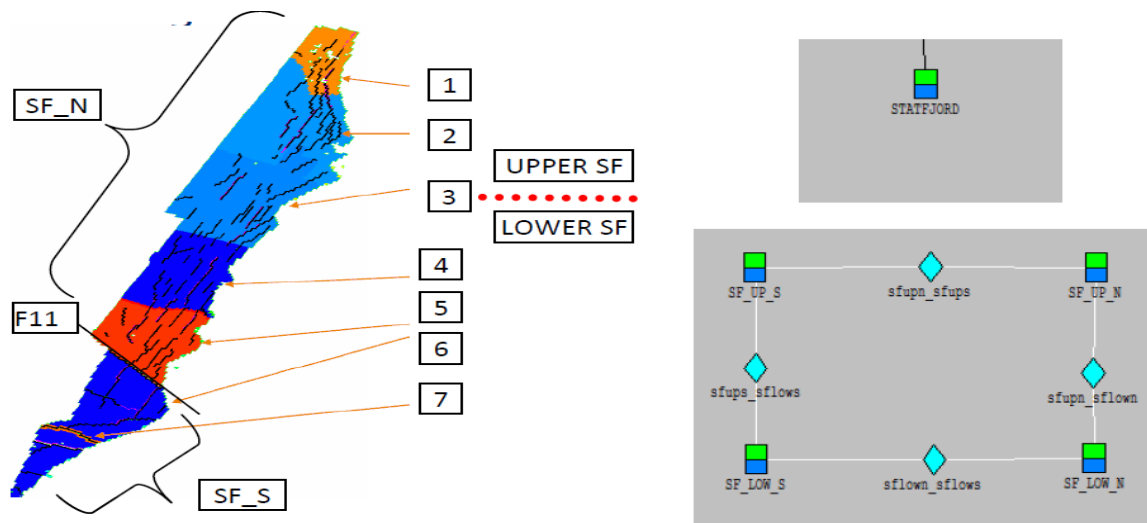 SF_N
1
2
3
4
F11
5
6
7
SF_S
UPPER SF
LOWER SF
STATFJORD
SF_UP_S
sfupn_sfups
SF_UP_N
sfups_sflows
sfupn_sflown
SF_LOW_S
sflown_sflows
SF_LOW_N